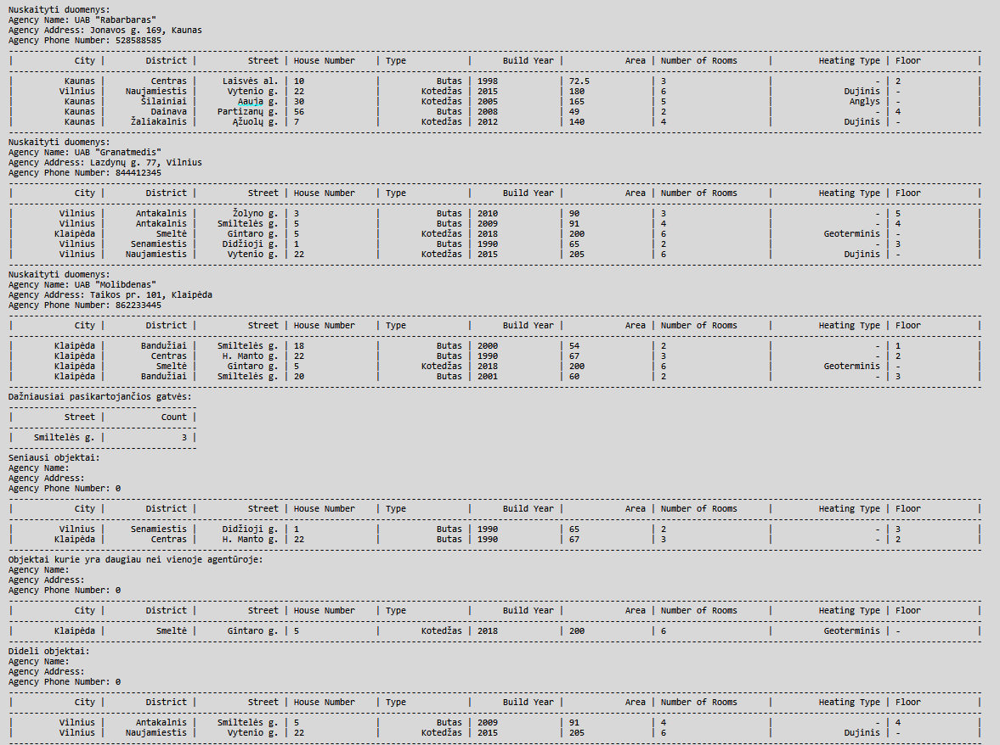 Nuskaityti duomenys:
Agency Name: UAB "Rabarbaras"
Agency Address: Jonavos g. 169, Kaunas
Agency Phone Number: 528588585
| City | District | Street | House Number | Type | Build Year | Area | Number of Rooms | Heating Type | Floor |
| Kaunas | Centras | Laisvės al. | 10 | Butas | 1998 | 72.5 | 3 | - | 2 |
| Vilnius | Naujamiestis | Vytenio g. | 22 | Kotedžas | 2015 | 180 | 6 | Dujinis | - |
| Kaunas | Šilainiai | Aauja g. | 30 | Kotedžas | 2005 | 165 | 5 | Anglys | - |
| Kaunas | Dainava | Partizanų g. | 56 | Butas | 2008 | 49 | 2 | - | 4 |
| Kaunas | Žaliakalnis | Ąžuolų g. | 7 | Kotedžas | 2012 | 140 | 4 | Dujinis | - |
Nuskaityti duomenys:
Agency Name: UAB "Granatmedis"
Agency Address: Lazdynų g. 77, Vilnius
Agency Phone Number: 844412345
| City | District | Street | House Number | Type | Build Year | Area | Number of Rooms | Heating Type | Floor |
| Vilnius | Antakalnis | Žolyno g. | 3 | Butas | 2010 | 90 | 3 | - | 5 |
| Vilnius | Antakalnis | Smiltelės g. | 5 | Butas | 2009 | 91 | 4 | - | 4 |
| Klaipėda | Smeltė | Gintaro g. | 5 | Kotedžas | 2018 | 200 | 6 | Geoterminis | - |
| Vilnius | Senamiestis | Didžioji g. | 1 | Butas | 1990 | 65 | 2 | - | 3 |
| Vilnius | Naujamiestis | Vytenio g. | 22 | Kotedžas | 2015 | 205 | 6 | Dujinis | - |
Nuskaityti duomenys:
Agency Name: UAB "Molibdenas"
Agency Address: Taikos pr. 101, Klaipėda
Agency Phone Number: 862233445
| City | District | Street | House Number | Type | Build Year | Area | Number of Rooms | Heating Type | Floor |
| Klaipėda | Bandužiai | Smiltelės g. | 18 | Butas | 2000 | 54 | 2 | - | 1 |
| Klaipėda | Centras | H. Manto g. | 22 | Butas | 1990 | 67 | 3 | - | 2 |
| Klaipėda | Smeltė | Gintaro g. | 5 | Kotedžas | 2018 | 200 | 6 | Geoterminis | - |
| Klaipėda | Bandužiai | Smiltelės g. | 20 | Butas | 2001 | 60 | 2 | - | 3 |
Dažniausiai pasikartojančios gatvės:
| Street | Count |
| Smiltelės g. | 3 |
Seniausi objektai:
Agency Name:
Agency Address:
Agency Phone Number: 0
| City | District | Street | House Number | Type | Build Year | Area | Number of Rooms | Heating Type | Floor |
| Vilnius | Senamiestis | Didžioji g. | 1 | Butas | 1990 | 65 | 2 | - | 3 |
| Klaipėda | Centras | H. Manto g. | 22 | Butas | 1990 | 67 | 3 | - | 2 |
Objektai kurie yra daugiau nei vienoje agentūroje:
Agency Name:
Agency Address:
Agency Phone Number: 0
| City | District | Street | House Number | Type | Build Year | Area | Number of Rooms | Heating Type | Floor |
| Klaipėda | Smeltė | Gintaro g. | 5 | Kotedžas | 2018 | 200 | 6 | Geoterminis | - |
Dideli objektai:
Agency Name:
Agency Address:
Agency Phone Number: 0
| City | District | Street | House Number | Type | Build Year | Area | Number of Rooms | Heating Type | Floor |
| Vilnius | Antakalnis | Smiltelės g. | 5 | Butas | 2009 | 91 | 4 | - | 4 |
| Vilnius | Naujamiestis | Vytenio g. | 22 | Kotedžas | 2015 | 205 | 6 | Dujinis | - |